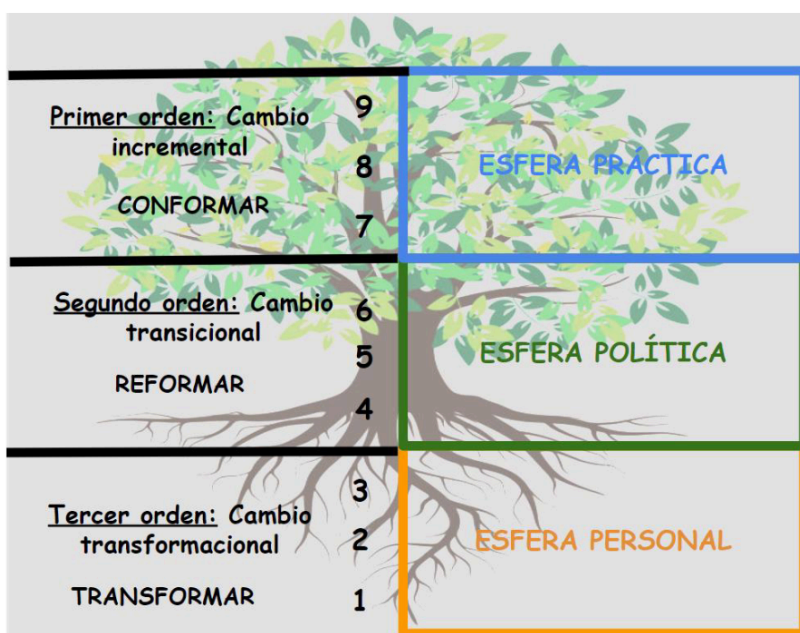 Primer orden: Cambio
incremental
CONFORMAR
9
8
7
ESFERA PRÁCTICA
Segundo orden: Cambio
transicional
REFORMAR
6
5
4
ESFERA POLÍTICA
Tercer orden: Cambio
transformacional
TRANSFORMAR
3
2
1
ESFERA PERSONAL